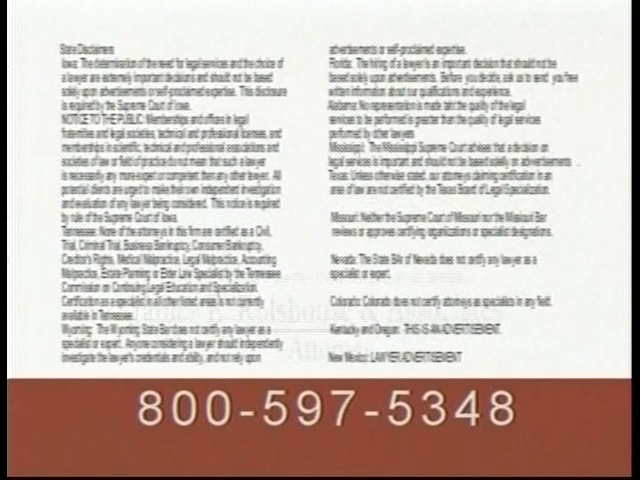 State Disclaimers
Iowa: The determination of the need for legal services and the choice of
a lawyer are extremely important decisions and should not be based
solely upon advertisements or self-proclaimed expertise. This disclosure
is required by the Supreme Court of Iowa.
NOTICE TO THE PUBLIC: Memberships and offices in legal
fraternities and legal societies, technical and professional licenses, and
memberships in scientific, technical and professional associations and
societies of law or field of practice do not mean that such a lawyer
is necessarily any more expert or competent than any other lawyer. All
potential clients are urged to make their own independent investigation
and evaluation of any lawyer being considered. This notice is required
by rule of the Supreme Court of Iowa.
Tennessee: None of the attorneys in this firm are certified as a Civil,
Trial, Criminal Trial, Business Bankruptcy, Consumer Bankruptcy,
Creditor's Rights, Medical Malpractice, Legal Malpractice, Accounting
Malpractice, Estate Planning or Elder Law Specialist by the Tennessee
Commission on Continuing Legal Education and Specialization.
Certification as a specialist in all other listed areas is not currently
available in Tennessee.
Wyoming: The Wyoming State Bar does not certify any lawyer as a
specialist or expert. Anyone considering a lawyer should independently
investigate the lawyer's credentials and ability, and not rely upon
advertisements or self-proclaimed expertise.
Florida: The hiring of a lawyer is an important decision that should not be
based solely upon advertisements. Before you decide, ask us to send you free
written information about our qualifications and experience.
Alabama: No representation is made taht the quality of the legal
services to be performed is greater than the quality of legal services
performed by other lawyers
Mississippi: The Mississippi Supreme Court advises that a decision on
legal services is important and should not be based solely on advertisements .
Texas: Unless otherwise stated, our attorneys claiming certification in an
area of law are not certified by the Texas Board of Legal Specialization.
Missouri: Neither the Supreme Court of Missouri nor the Missouri Bar
reviews or approves certifying organizations or specialist designations.
Nevada: The State BAr of Nevada does not certify any lawyer as a
specialist or expert.
Colorado: Colorado does not certify attorneys as specialists in any field.
Kentucky and Oregon: THIS IS AN ADVERTISEMENT.
New Mexico: LAWYER ADVERTISEMENT
James E. Rolshouse & Associates
Attorney
800-597-5348